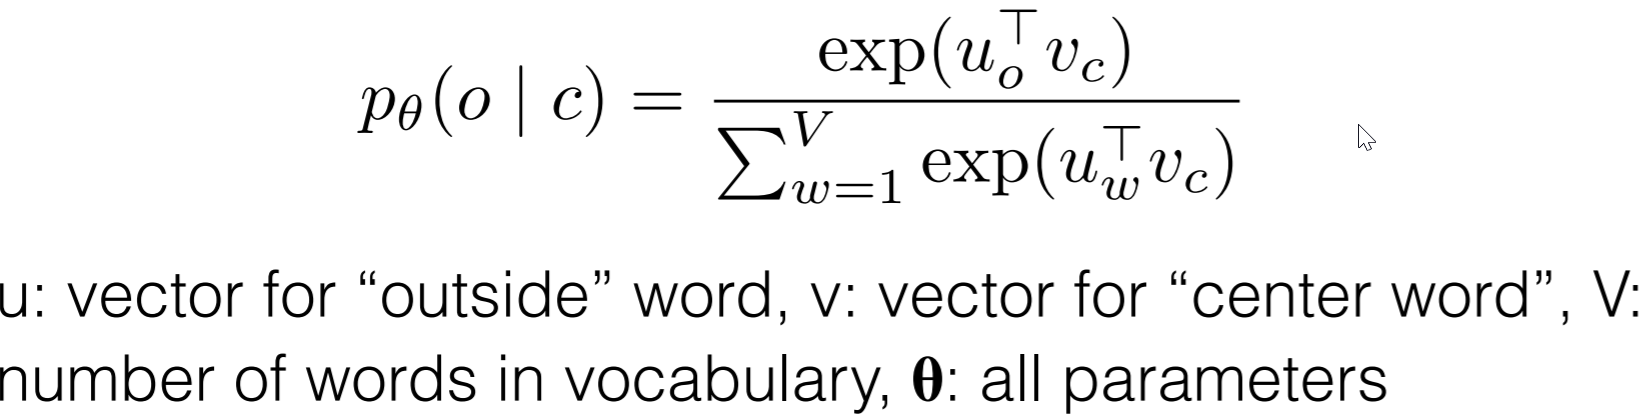 p_θ(o | c) = exp(u_o^⊤ v_c) / ∑_{w=1}^{V} exp(u_w^⊤ v_c)
u: vector for “outside” word, v: vector for “center word”, V:
number of words in vocabulary, θ: all parameters